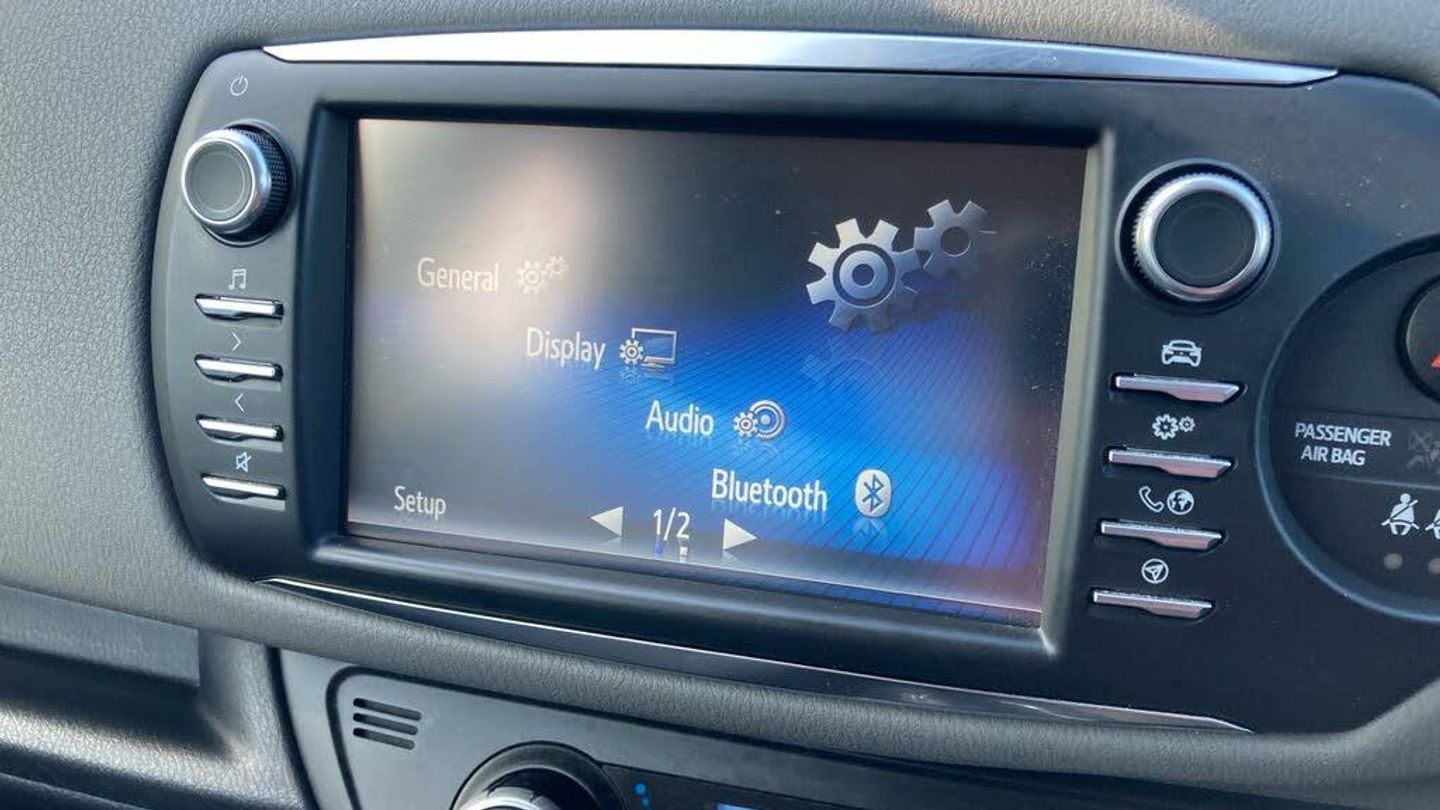 General
Display
Audio
Bluetooth
Setup
1/2
PASSENGER
AIR BAG